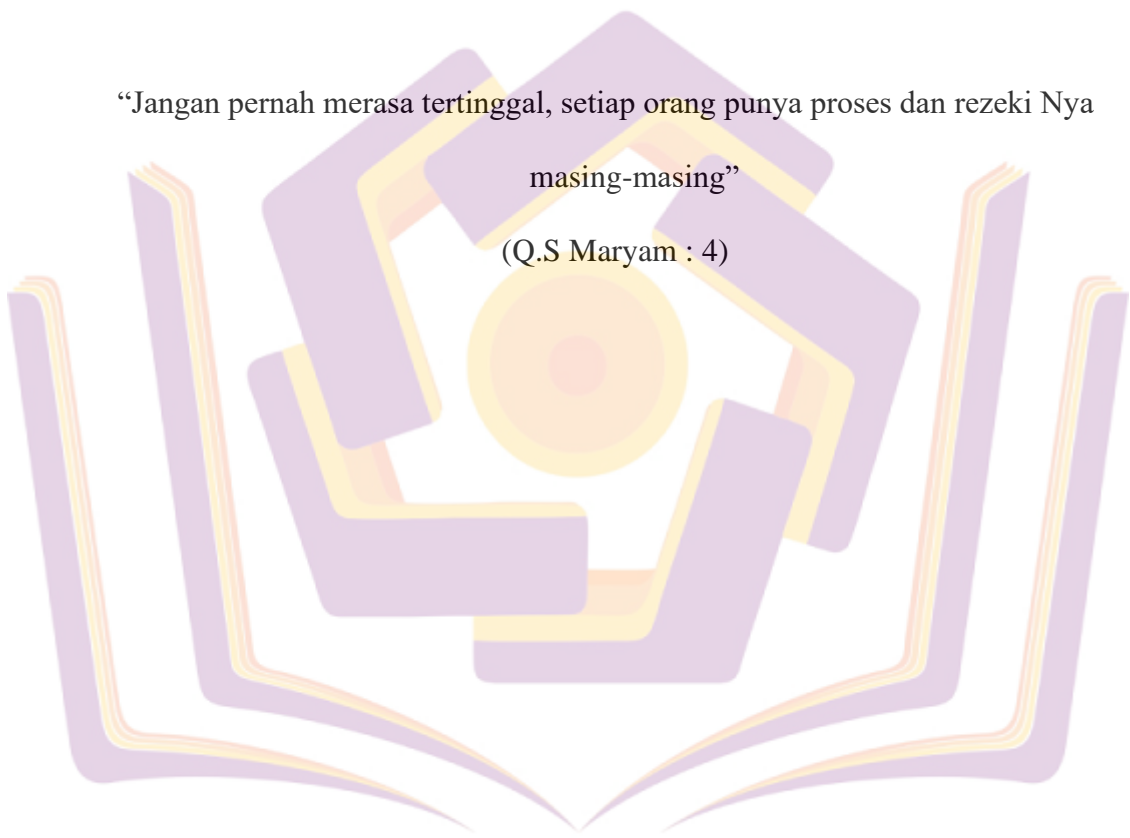 “Jangan pernah merasa tertinggal, setiap orang punya proses dan rezeki Nya
masing-masing”
(Q.S Maryam : 4)